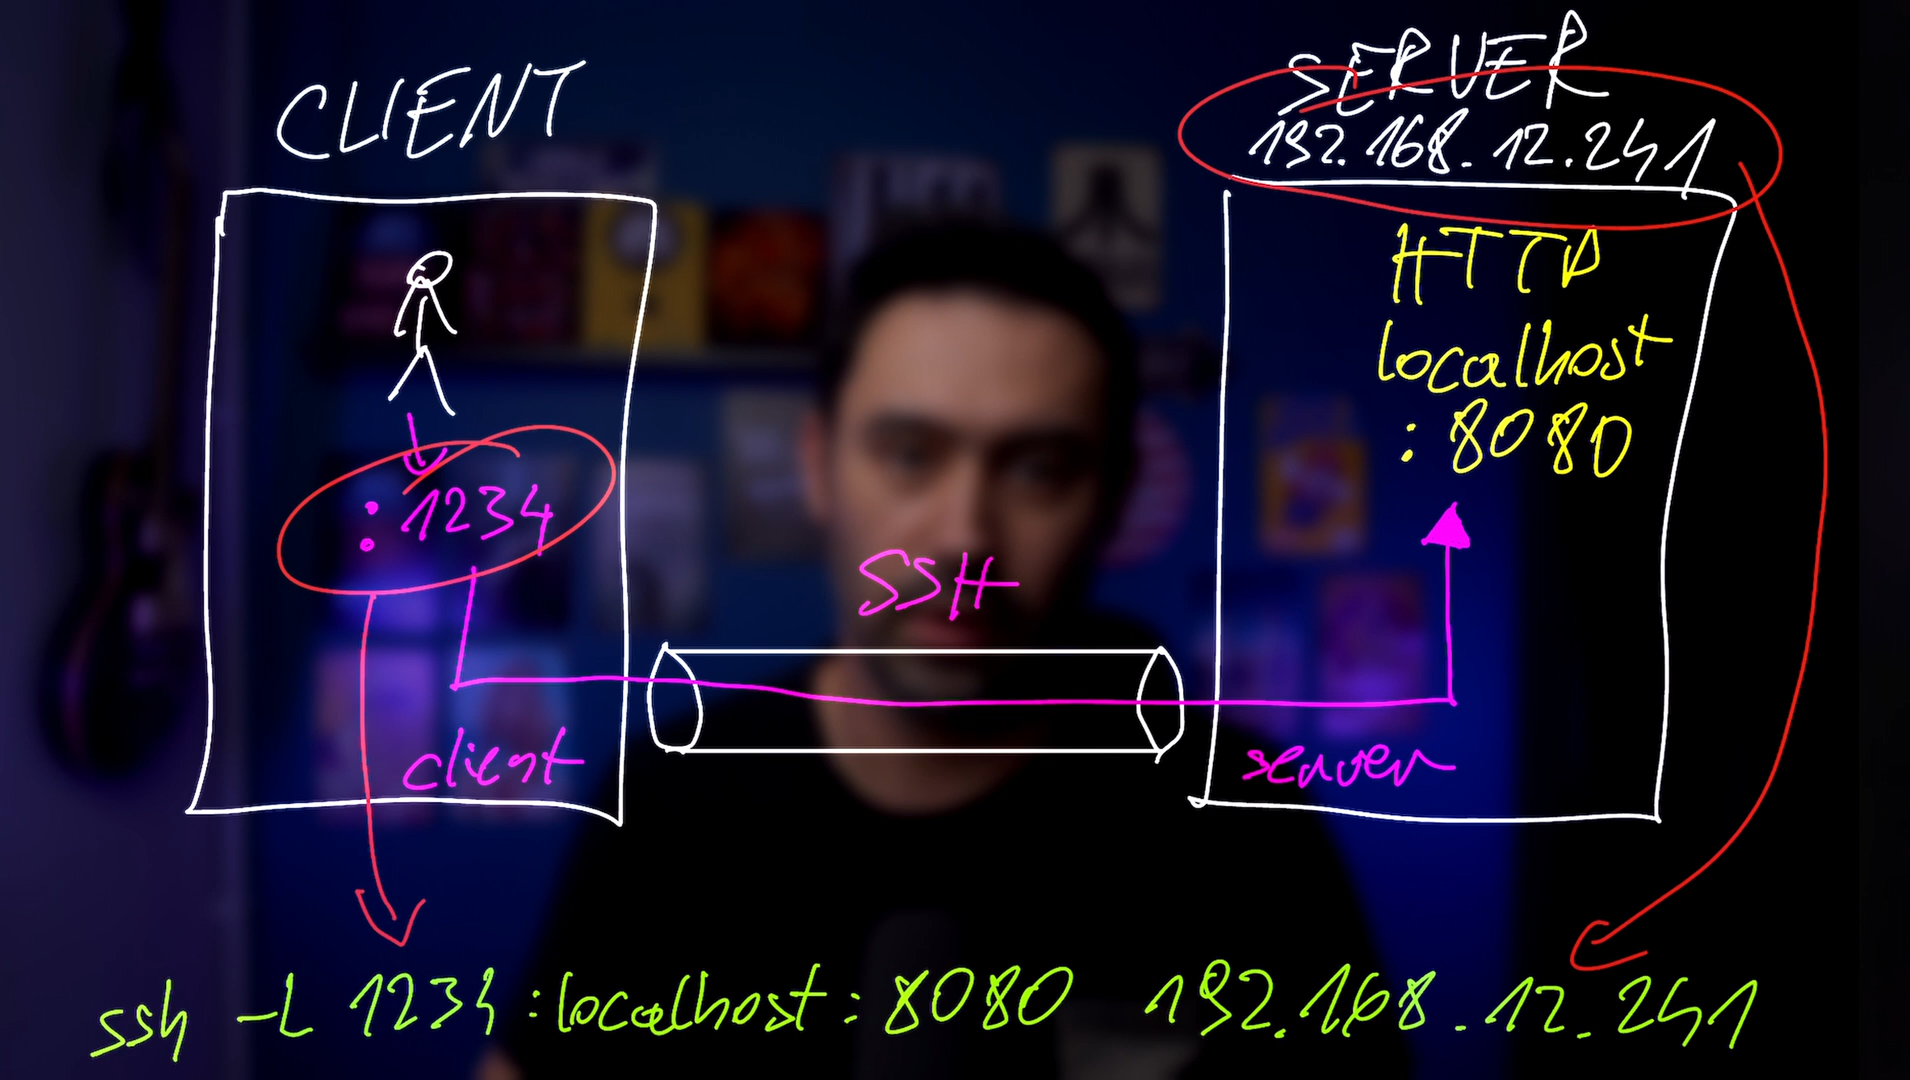 CLIENT
SERVER
192.168.12.241
HTTP
localhost
:8080
:1234
SSH
client
server
ssh -L 1234:localhost:8080 192.168.12.241